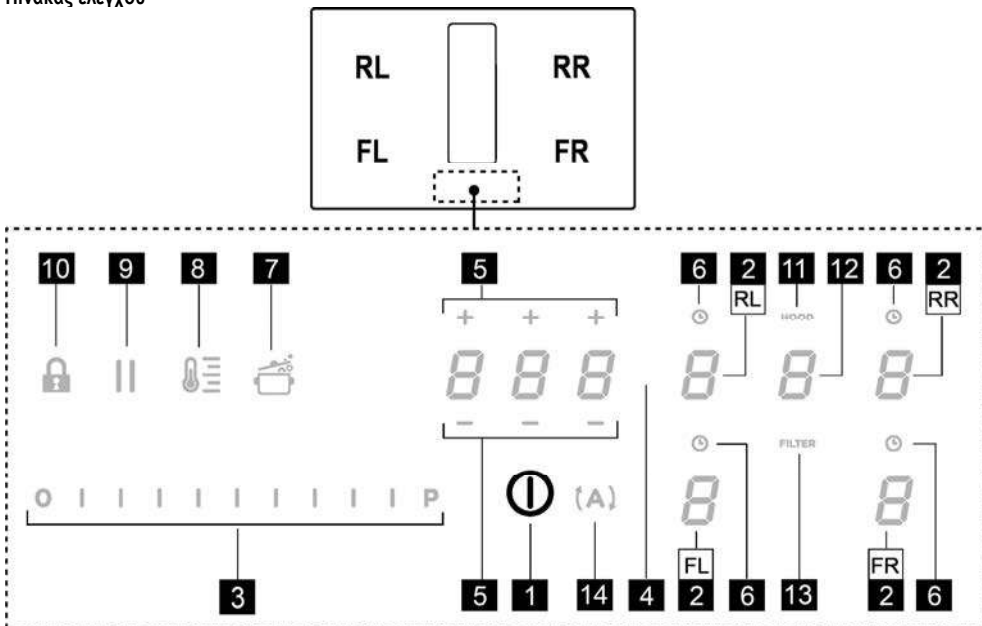 Πίνακας ελέγχου
RL RR
FL FR
10 9 8 7 5 6 2 11 12 6 2
RL RR
+ + + HOOD
8 8 8 8 8 8
− − −
FILTER
0 I I I I I I I I I P (A) 8 8
FL FR
3 5 1 14 4 2 6 13 2 6